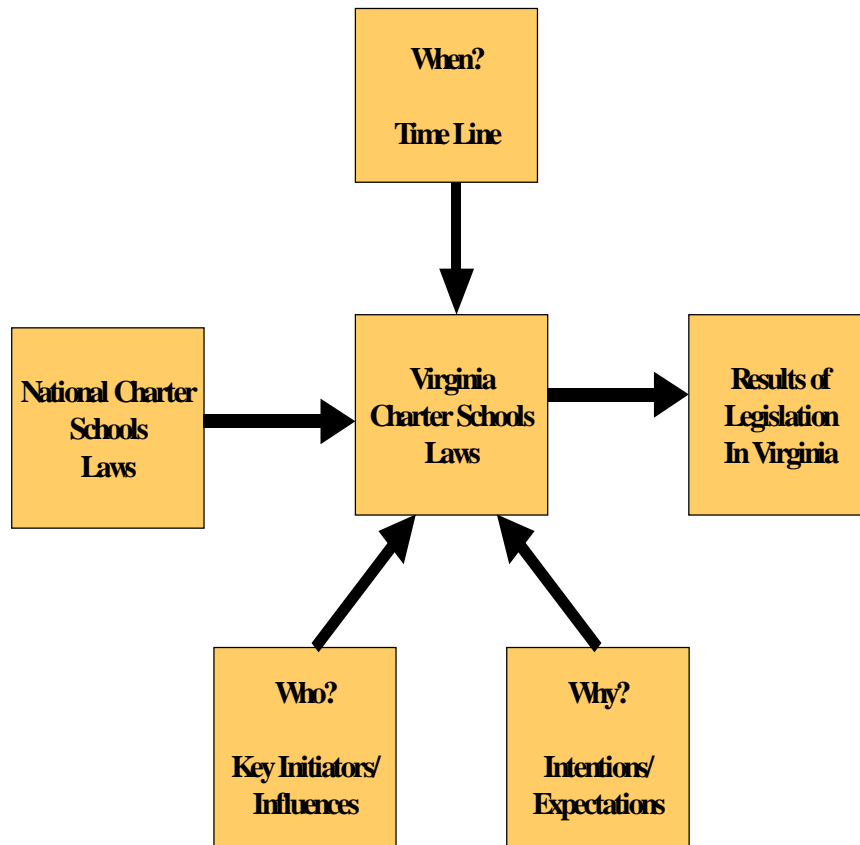 When?
Time Line
National Charter
Schools
Laws
Virginia
Charter Schools
Laws
Results of
Legislation
In Virginia
Who?
Key Initiators/
Influences
Why?
Intentions/
Expectations